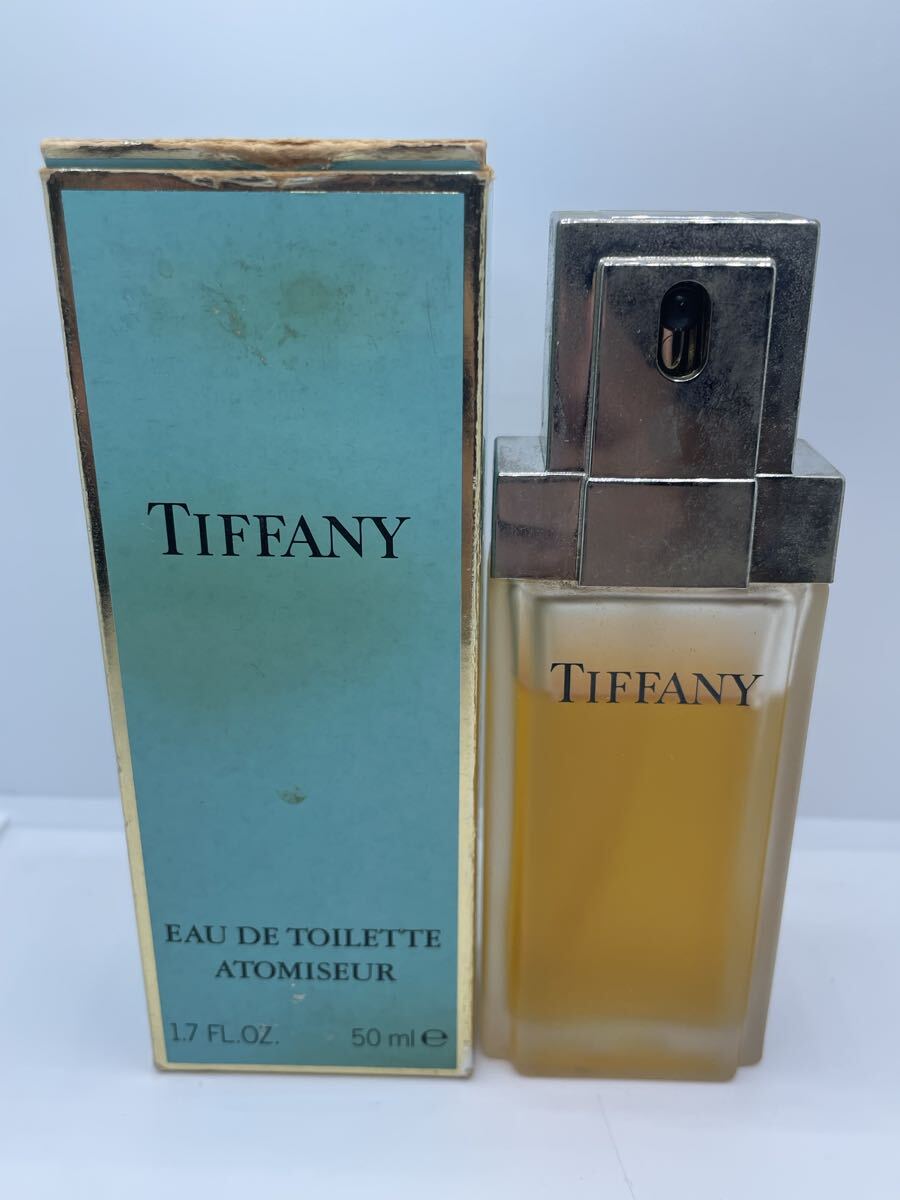 TIFFANY
EAU DE TOILETTE
ATOMISEUR
1.7 FL.OZ. 50 ml ℮
TIFFANY